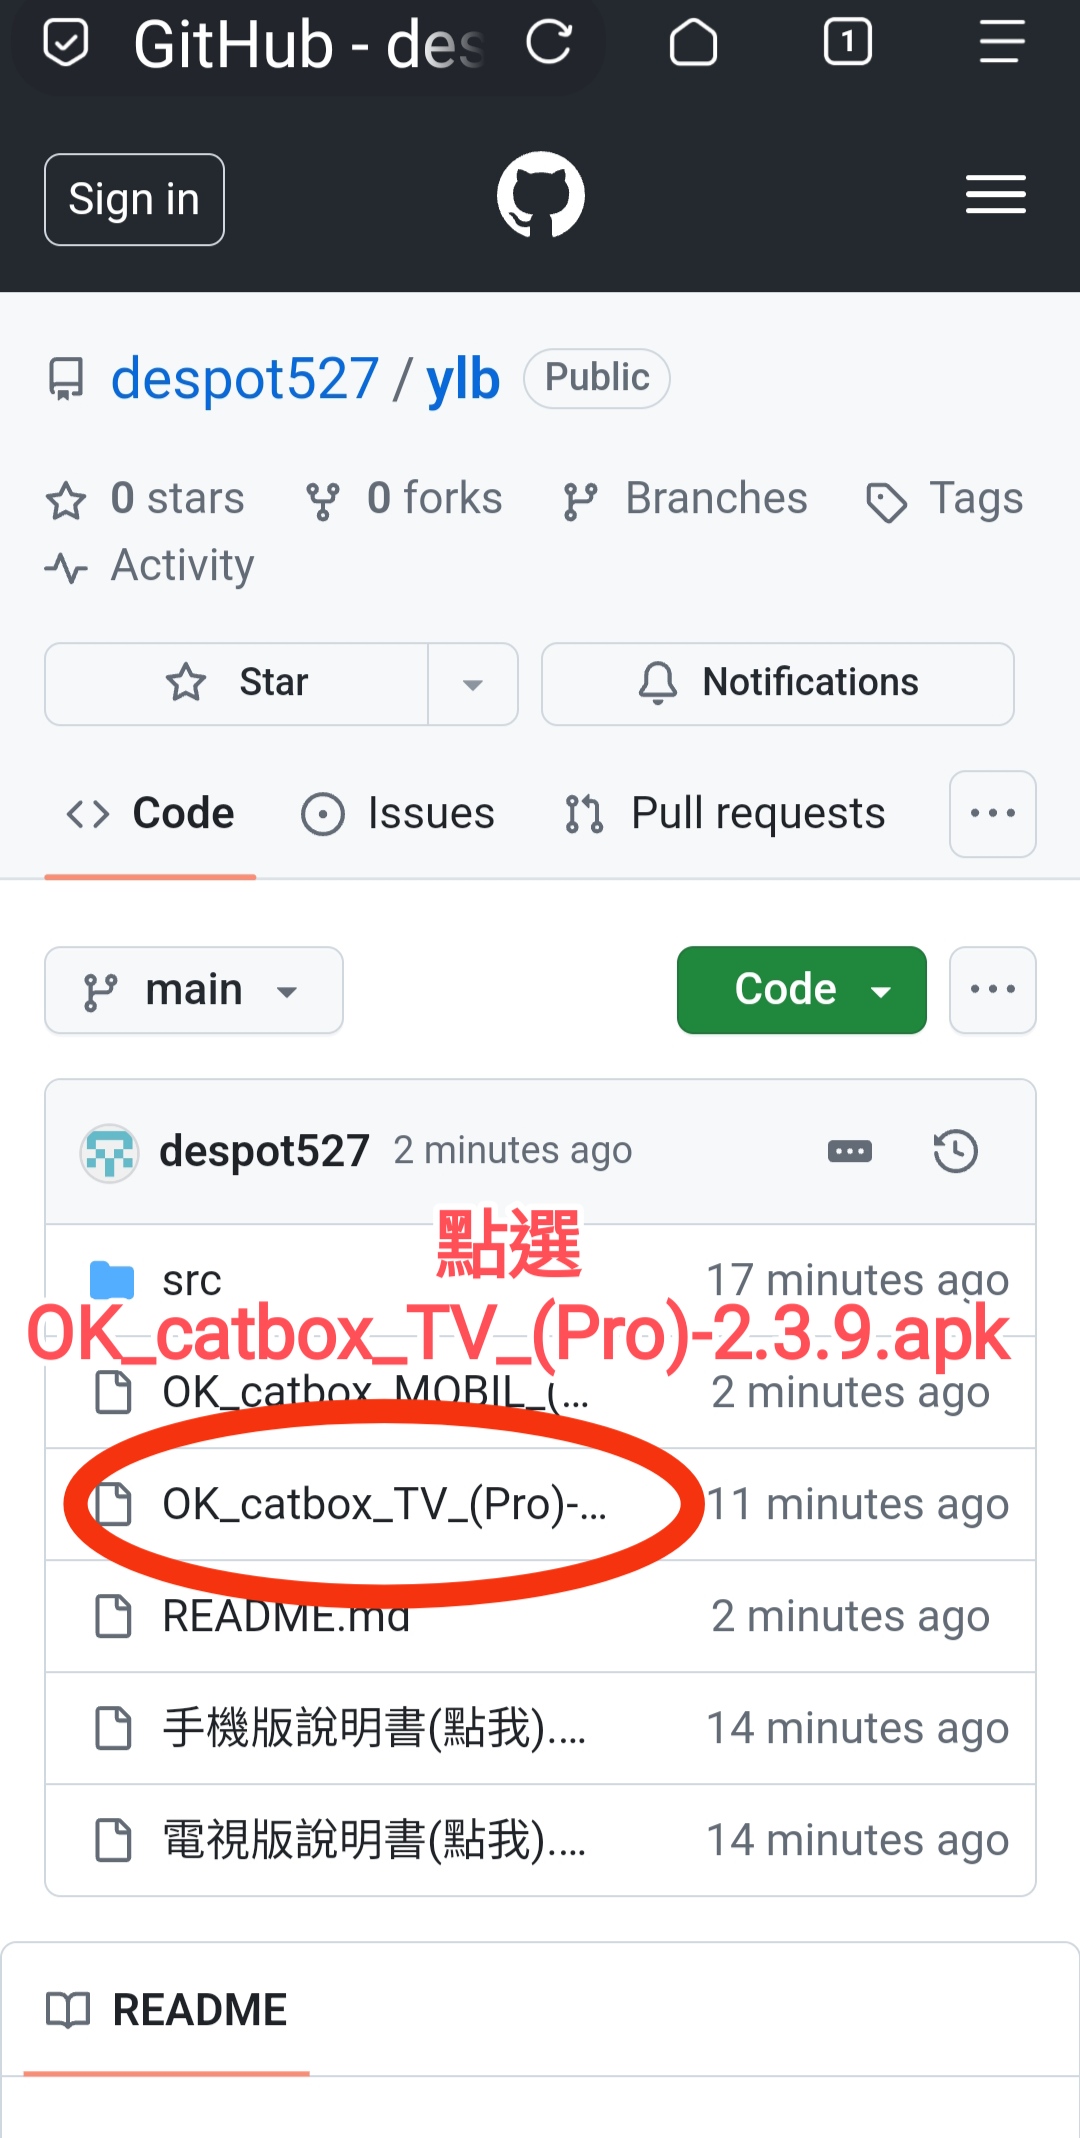 GitHub - des
1
Sign in
despot527 / ylb Public
0 stars 0 forks Branches Tags
Activity
Star Notifications
Code Issues Pull requests ...
main Code ...
despot527 2 minutes ago ...
點選
src 17 minutes ago
OK_catbox_TV_(Pro)-2.3.9.apk
OK_catbox_MOBIL_(... 2 minutes ago
OK_catbox_TV_(Pro)-... 11 minutes ago
README.md 2 minutes ago
手機版說明書(點我).... 14 minutes ago
電視版說明書(點我).... 14 minutes ago
README